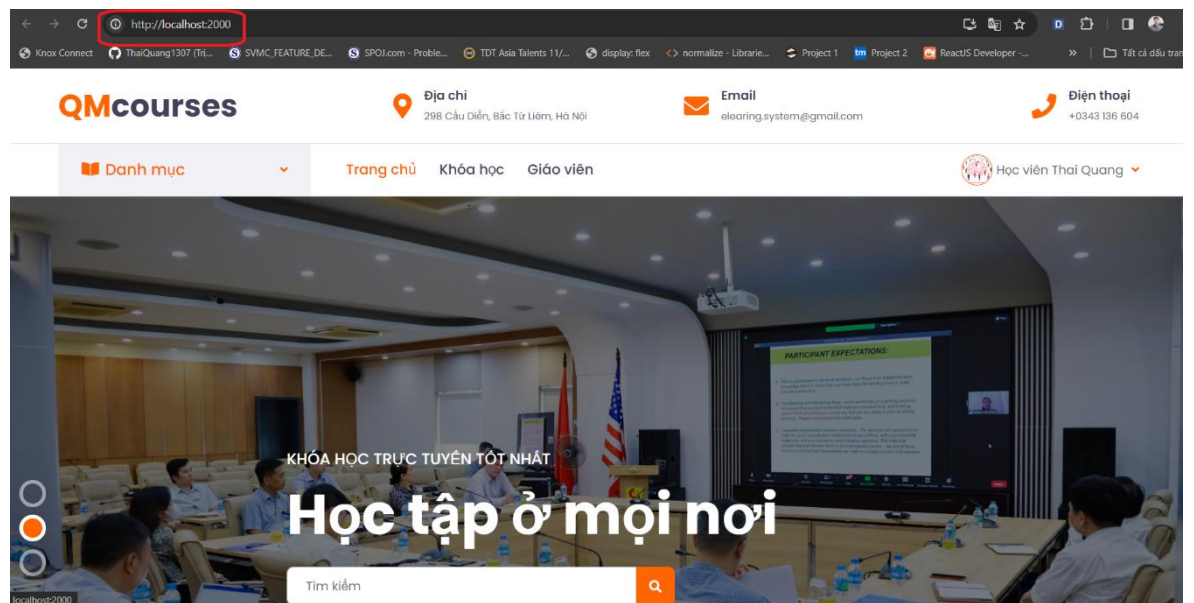 http://localhost:2000
Knox Connect ThaiQuang1307 (Tri... SVMC_FEATURE_DE... SPOJ.com - Proble... TDT Asia Talents 11/... display: flex normalize - Librarie... Project 1 tm Project 2 ReactJS Developer -... » Tất cả dấu tran
QMcourses
Địa chỉ
298 Cầu Diễn, Bắc Từ Liêm, Hà Nội
Email
elearing.system@gmail.com
Điện thoại
+0343 136 604
Danh mục Trang chủ Khóa học Giáo viên Học viên Thai Quang
PARTICIPANT EXPECTATIONS:
KHÓA HỌC TRỰC TUYẾN TỐT NHẤT
Học tập ở mọi nơi
Tìm kiếm
localhost:2000